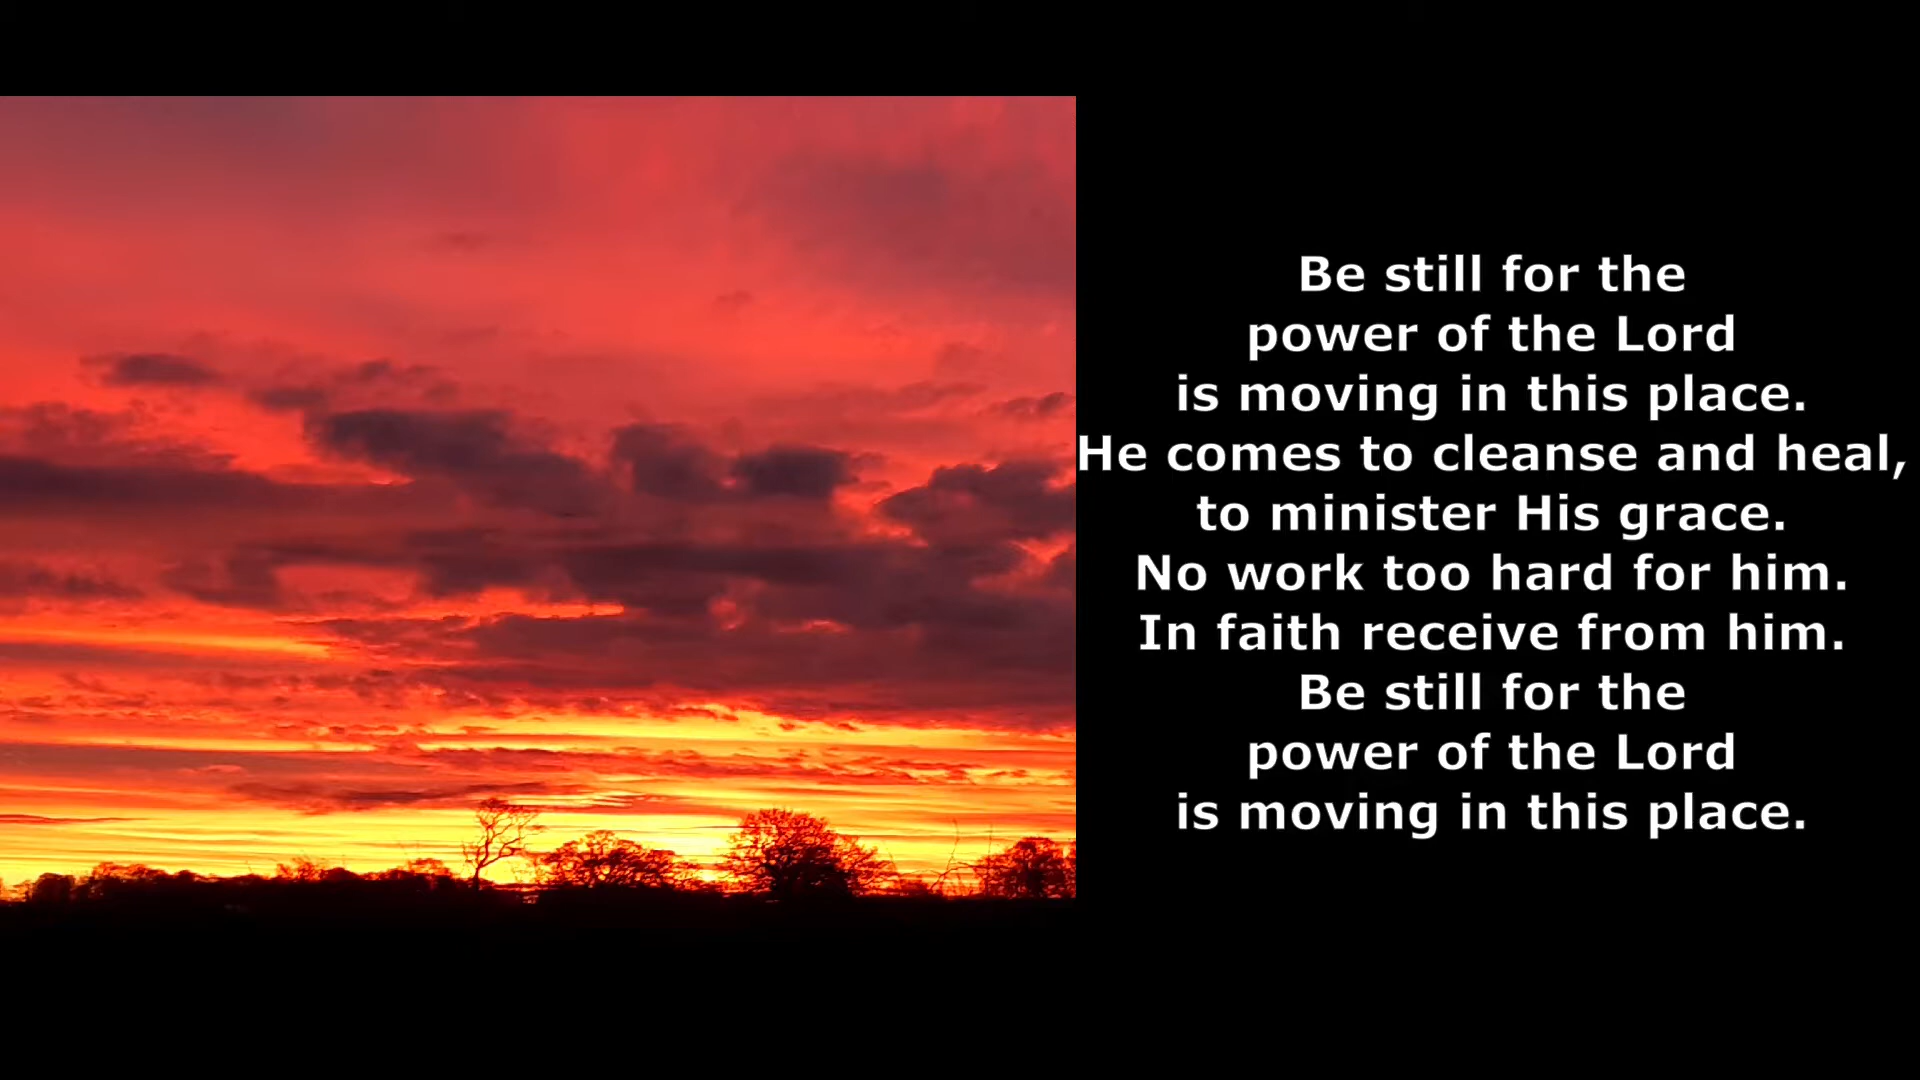 Be still for the
power of the Lord
is moving in this place.
He comes to cleanse and heal,
to minister His grace.
No work too hard for him.
In faith receive from him.
Be still for the
power of the Lord
is moving in this place.